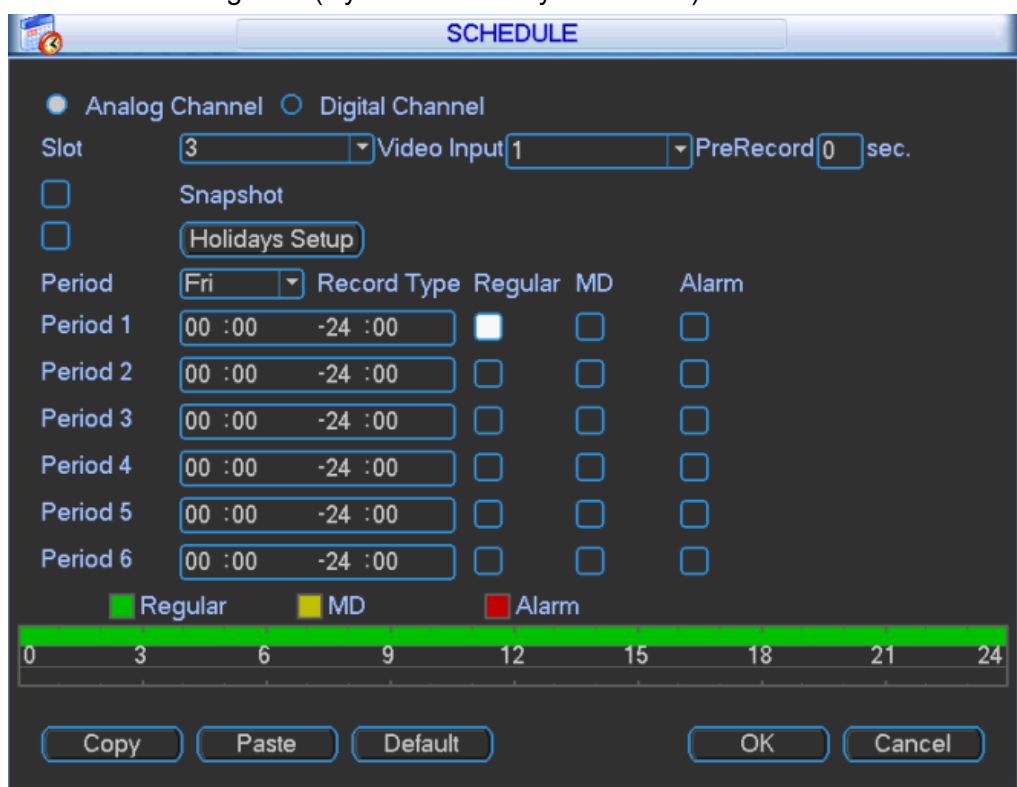 SCHEDULE
Analog Channel Digital Channel
Slot 3 Video Input 1 PreRecord 0 sec.
Snapshot
Holidays Setup
Period Fri Record Type Regular MD Alarm
Period 1 00 :00 -24 :00
Period 2 00 :00 -24 :00
Period 3 00 :00 -24 :00
Period 4 00 :00 -24 :00
Period 5 00 :00 -24 :00
Period 6 00 :00 -24 :00
Regular MD Alarm
0 3 6 9 12 15 18 21 24
Copy Paste Default OK Cancel